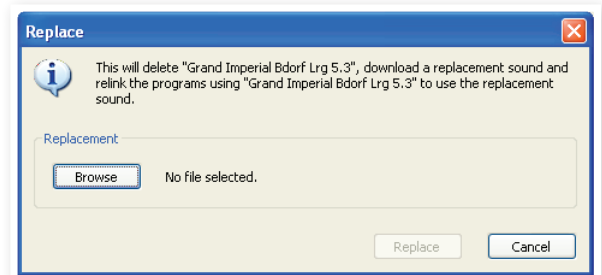 Replace
This will delete "Grand Imperial Bdorf Lrg 5.3", download a replacement sound and
relink the programs using "Grand Imperial Bdorf Lrg 5.3" to use the replacement
sound.
Replacement
Browse No file selected.
Replace Cancel